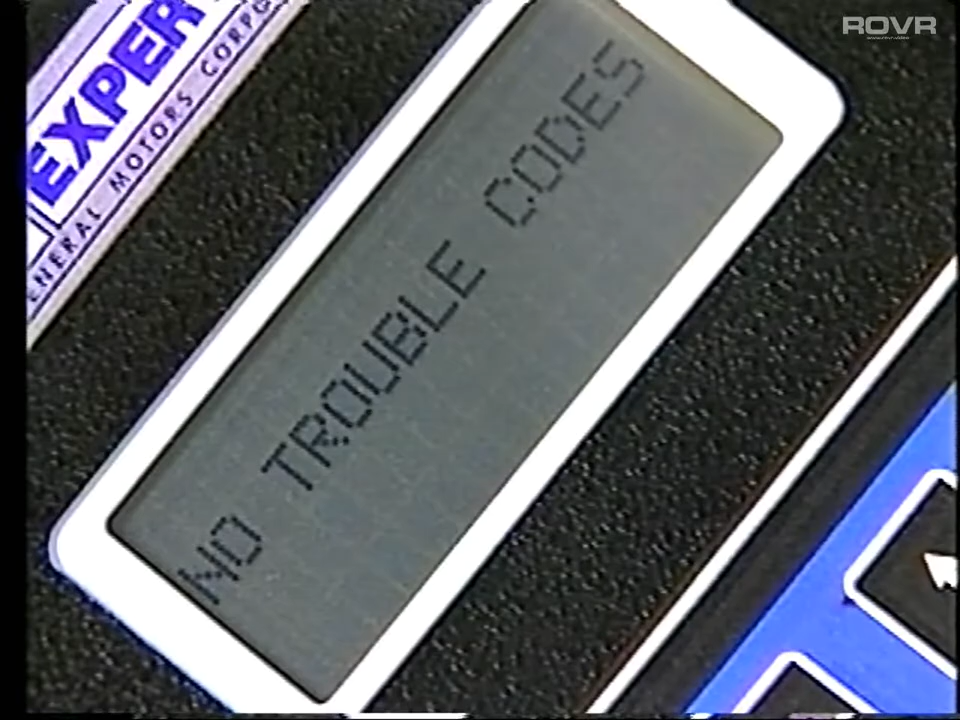 EXPER
ENERAL MOTORS CORPO
NO TROUBLE CODES
ROVR